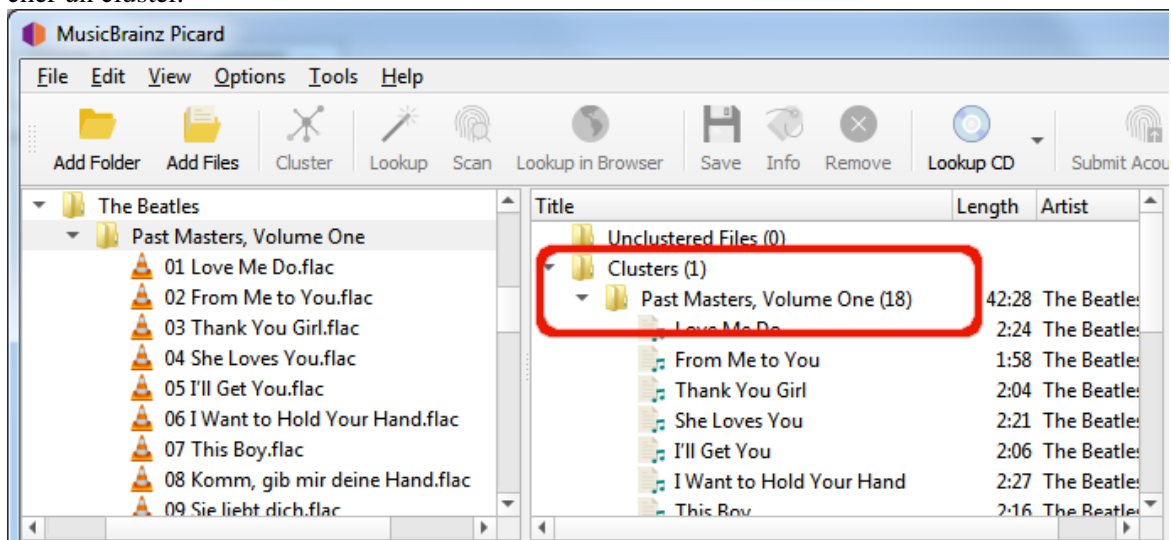 MusicBrainz Picard
File Edit View Options Tools Help
Add Folder Add Files Cluster Lookup Scan Lookup in Browser Save Info Remove Lookup CD Submit
The Beatles
Past Masters, Volume One
01 Love Me Do.flac
02 From Me to You.flac
03 Thank You Girl.flac
04 She Loves You.flac
05 I'll Get You.flac
06 I Want to Hold Your Hand.flac
07 This Boy.flac
08 Komm, gib mir deine Hand.flac
09 Sie liebt dich.flac
Title Length Artist
Unclustered Files (0)
Clusters (1)
Past Masters, Volume One (18) 42:28 The Beatles
Love Me Do 2:24 The Beatles
From Me to You 1:58 The Beatles
Thank You Girl 2:04 The Beatles
She Loves You 2:21 The Beatles
I'll Get You 2:06 The Beatles
I Want to Hold Your Hand 2:27 The Beatles
This Boy 2:16 The Beatles